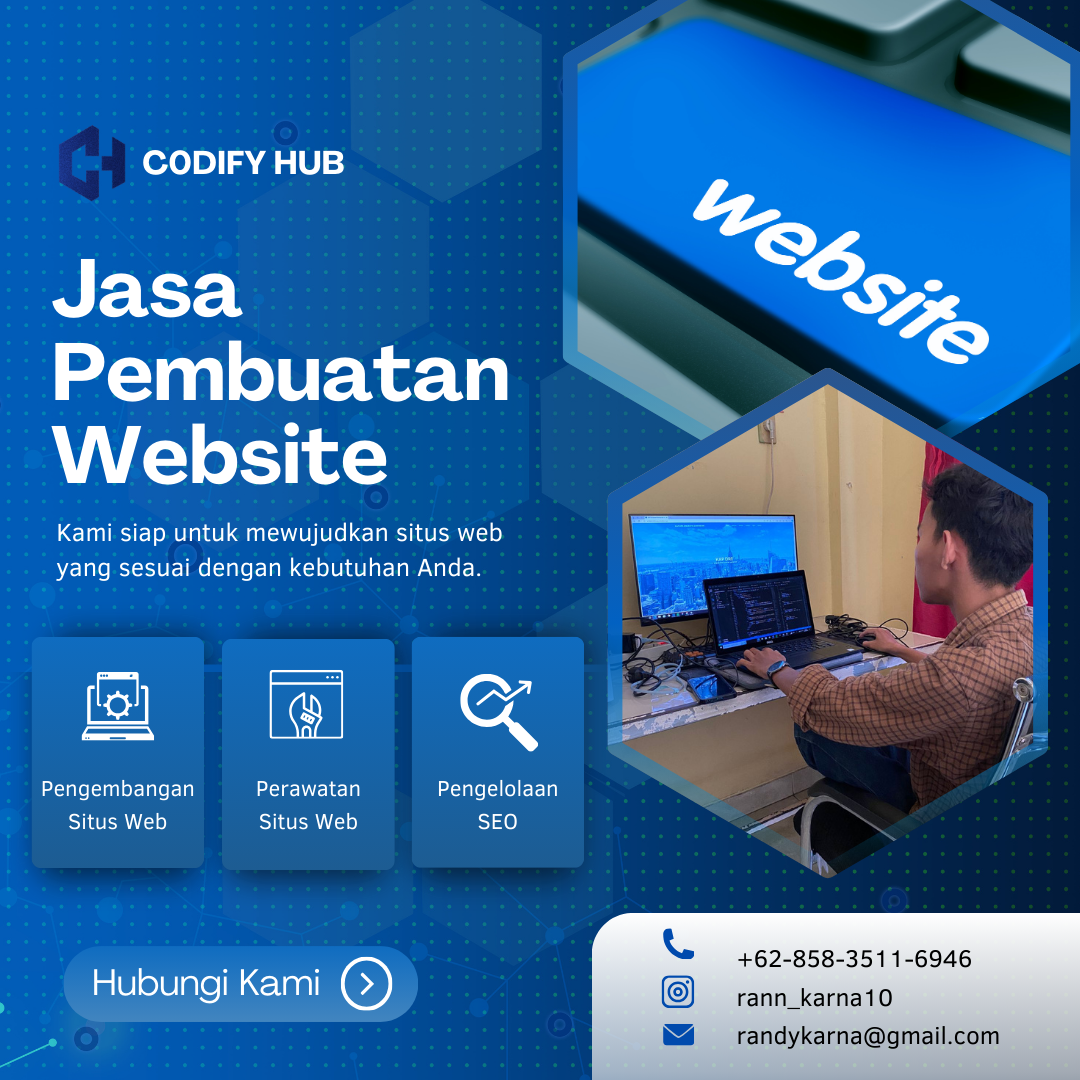 CODIFY HUB
website
Jasa
Pembuatan
Website
Kami siap untuk mewujudkan situs web
yang sesuai dengan kebutuhan Anda.
Pengembangan
Situs Web
Perawatan
Situs Web
Pengelolaan
SEO
Hubungi Kami
+62-858-3511-6946
rann_karna10
randykarna@gmail.com